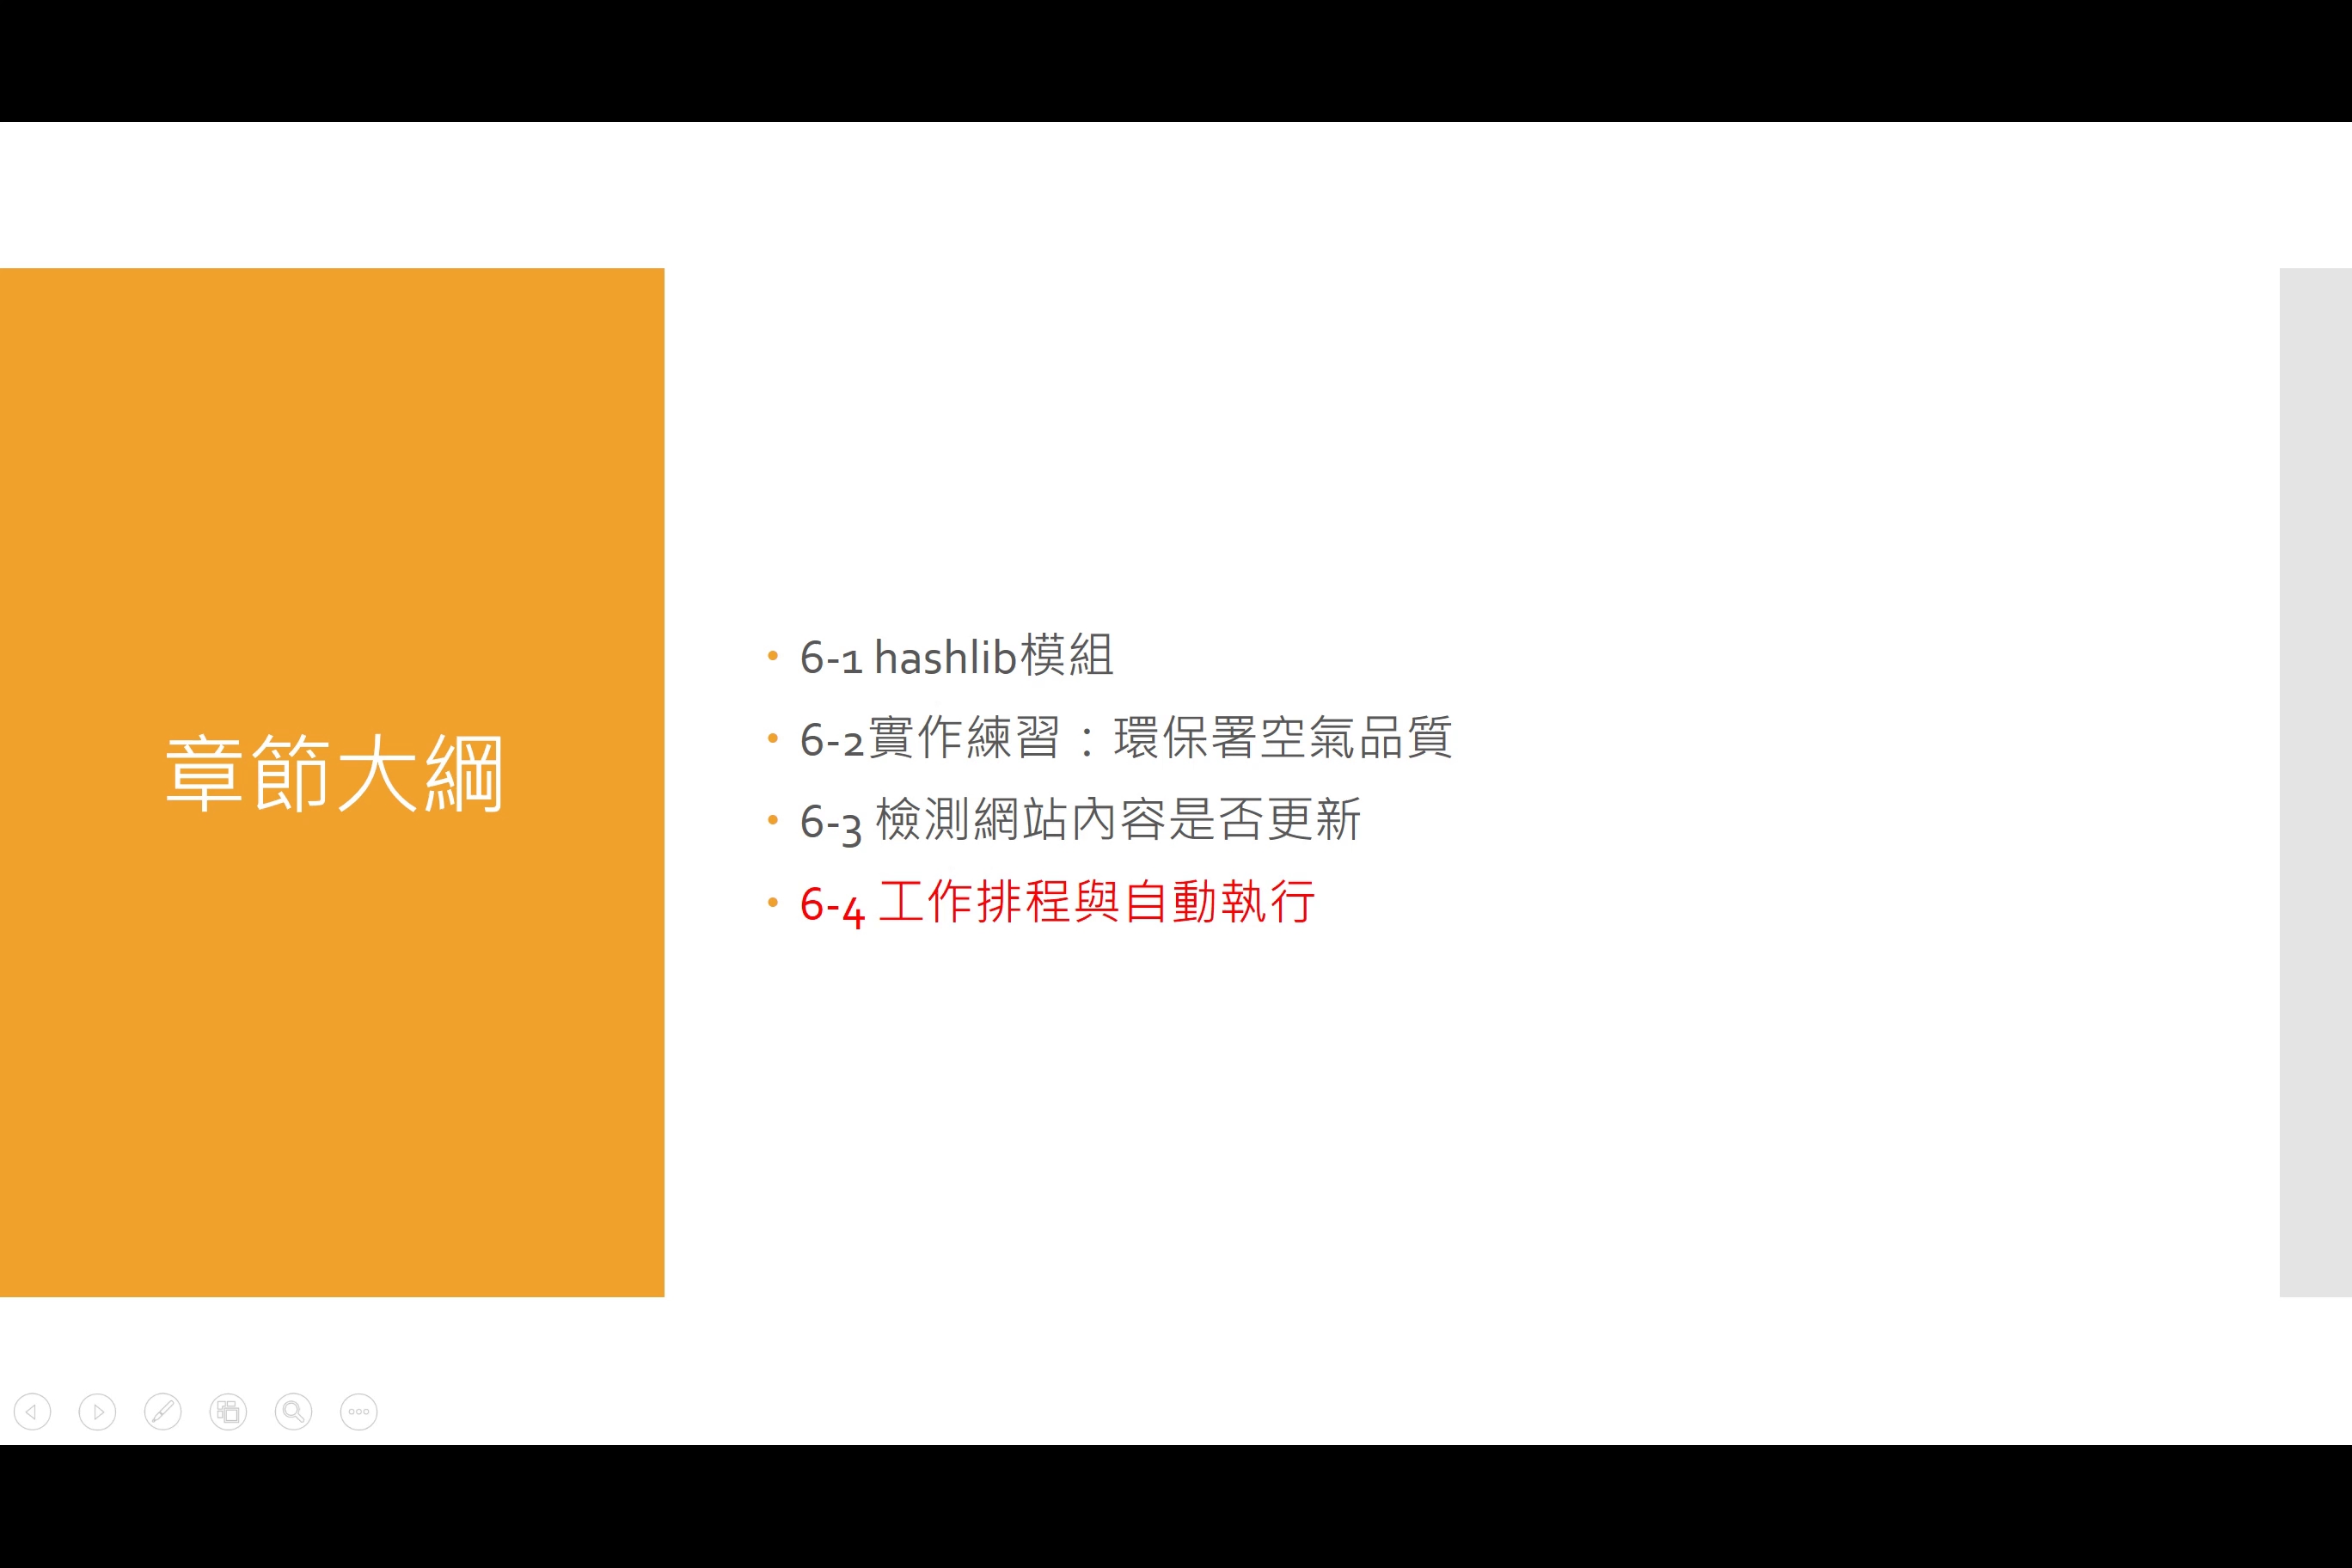 章節大綱
• 6-1 hashlib模組
• 6-2實作練習：環保署空氣品質
• 6-3 檢測網站內容是否更新
• 6-4 工作排程與自動執行